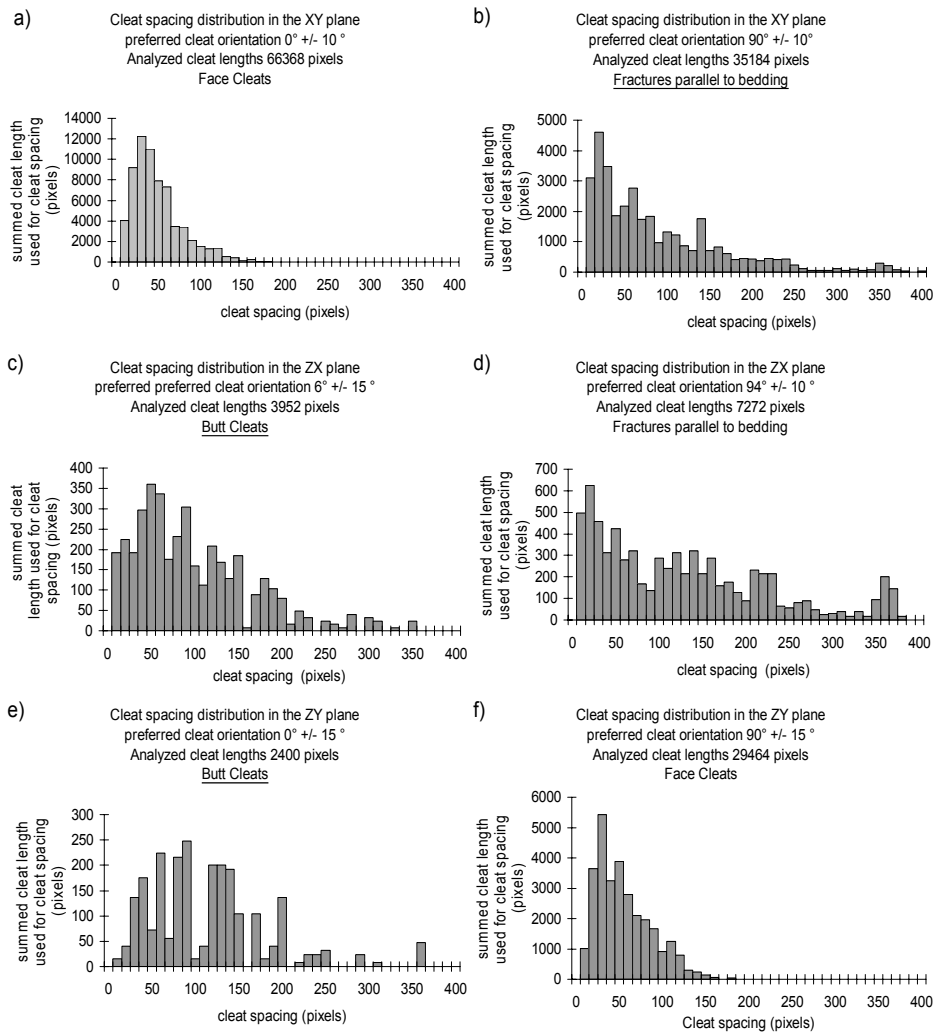 a)
Cleat spacing distribution in the XY plane
preferred cleat orientation 0° +/- 10 °
Analyzed cleat lengths 66368 pixels
Face Cleats
summed cleat length
used for cleat spacing
(pixels)
14000
12000
10000
8000
6000
4000
2000
0
0 50 100 150 200 250 300 350 400
cleat spacing (pixels)
b)
Cleat spacing distribution in the XY plane
preferred cleat orientation 90° +/- 10°
Analyzed cleat lengths 35184 pixels
Fractures parallel to bedding
summed cleat length
used for cleat spacing
(pixels)
5000
4000
3000
2000
1000
0
0 50 100 150 200 250 300 350 400
cleat spacing (pixels)
c)
Cleat spacing distribution in the ZX plane
preferred preferred cleat orientation 6° +/- 15 °
Analyzed cleat lengths 3952 pixels
Butt Cleats
summed cleat
length used for cleat
spacing (pixels)
400
350
300
250
200
150
100
50
0
0 50 100 150 200 250 300 350 400
cleat spacing (pixels)
d)
Cleat spacing distribution in the ZX plane
preferred cleat orientation 94° +/- 10 °
Analyzed cleat lengths 7272 pixels
Fractures parallel to bedding
summed cleat length
used for cleat spacing
(pixels)
700
600
500
400
300
200
100
0
0 50 100 150 200 250 300 350 400
cleat spacing (pixels)
e)
Cleat spacing distribution in the ZY plane
preferred cleat orientation 0° +/- 15 °
Analyzed cleat lengths 2400 pixels
Butt Cleats
summed cleat length
used for cleat spacing
(pixels)
300
250
200
150
100
50
0
0 50 100 150 200 250 300 350 400
cleat spacing (pixels)
f)
Cleat spacing distribution in the ZY plane
preferred cleat orientation 90° +/- 15 °
Analyzed cleat lengths 29464 pixels
Face Cleats
summed cleat length
used for cleat spacing
(pixels)
6000
5000
4000
3000
2000
1000
0
0 50 100 150 200 250 300 350 400
Cleat spacing (pixels)